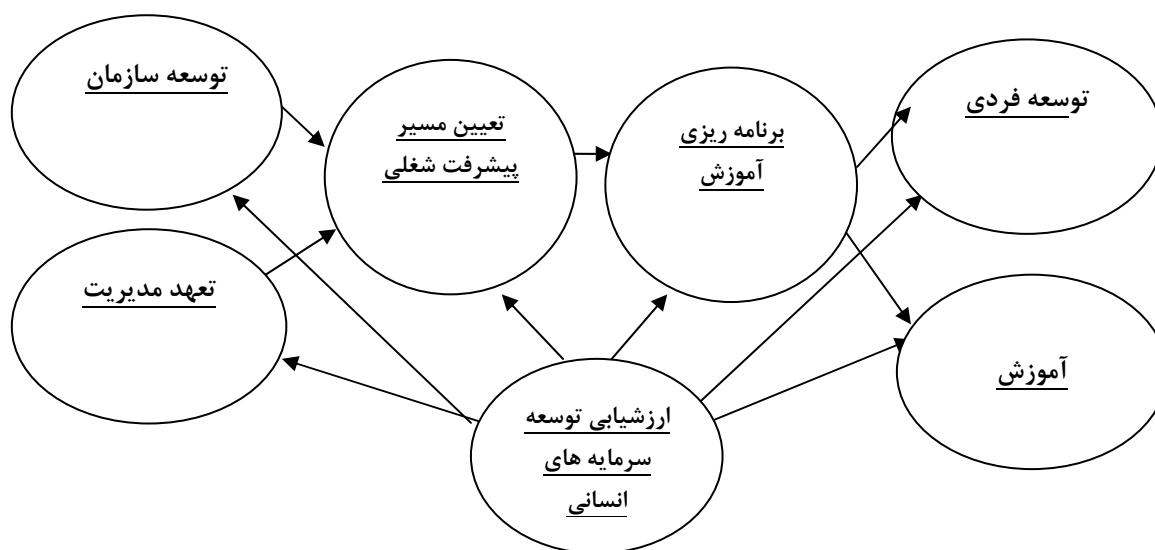 توسعه سازمان
تعیین مسیر
پیشرفت شغلی
برنامه ریزی
آموزش
توسعه فردی
تعهد مدیریت
آموزش
ارزشیابی توسعه
سرمایه های
انسانی